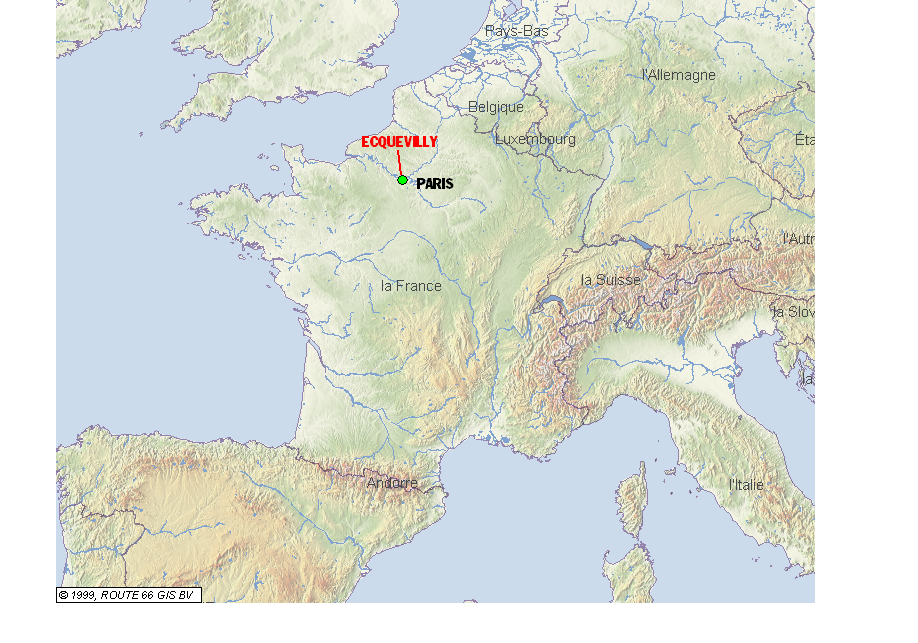 Pays-Bas
l'Allemagne
Belgique
Luxembourg
Éta
ECQUEVILLY
PARIS
l'Autr
la Suisse
la France
la Slov
la
Andorre
l'Italie
© 1999, ROUTE 66 GIS BV